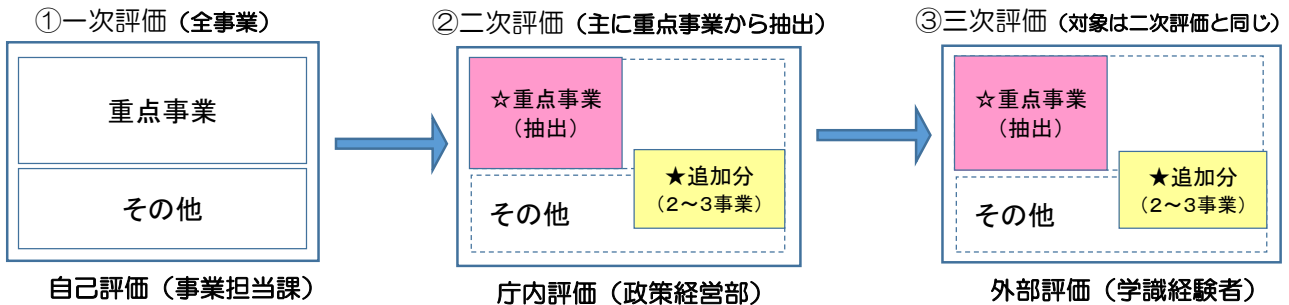 ①一次評価（全事業）
重点事業
その他
自己評価（事業担当課）
②二次評価（主に重点事業から抽出）
☆重点事業
（抽出）
★追加分
（２～３事業）
その他
庁内評価（政策経営部）
③三次評価（対象は二次評価と同じ）
☆重点事業
（抽出）
★追加分
（２～３事業）
その他
外部評価（学識経験者）